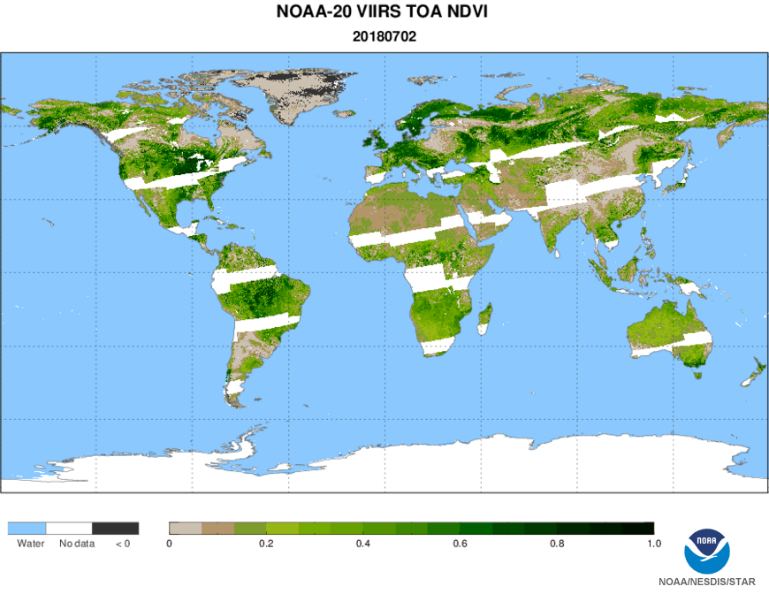 NOAA-20 VIIRS TOA NDVI
20180702
Water No data < 0
0 0.2 0.4 0.6 0.8 1.0
NOAA
NOAA/NESDIS/STAR